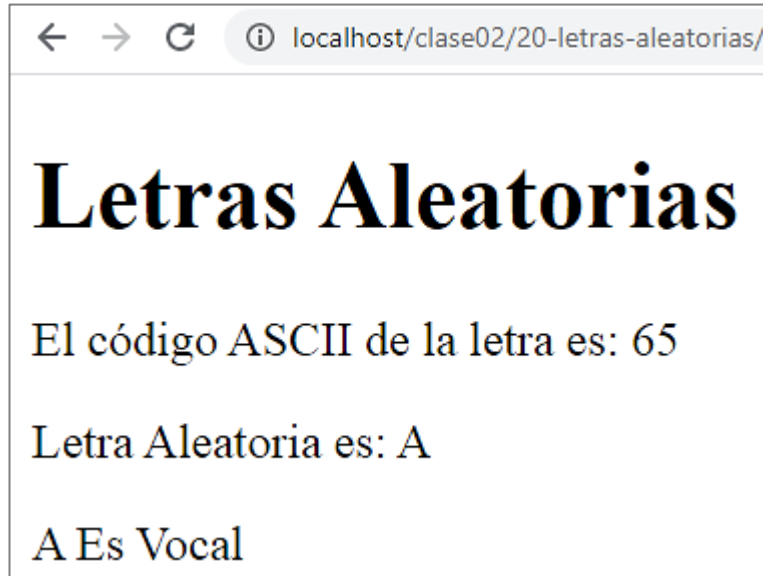 localhost/clase02/20-letras-aleatorias/
Letras Aleatorias
El código ASCII de la letra es: 65
Letra Aleatoria es: A
A Es Vocal